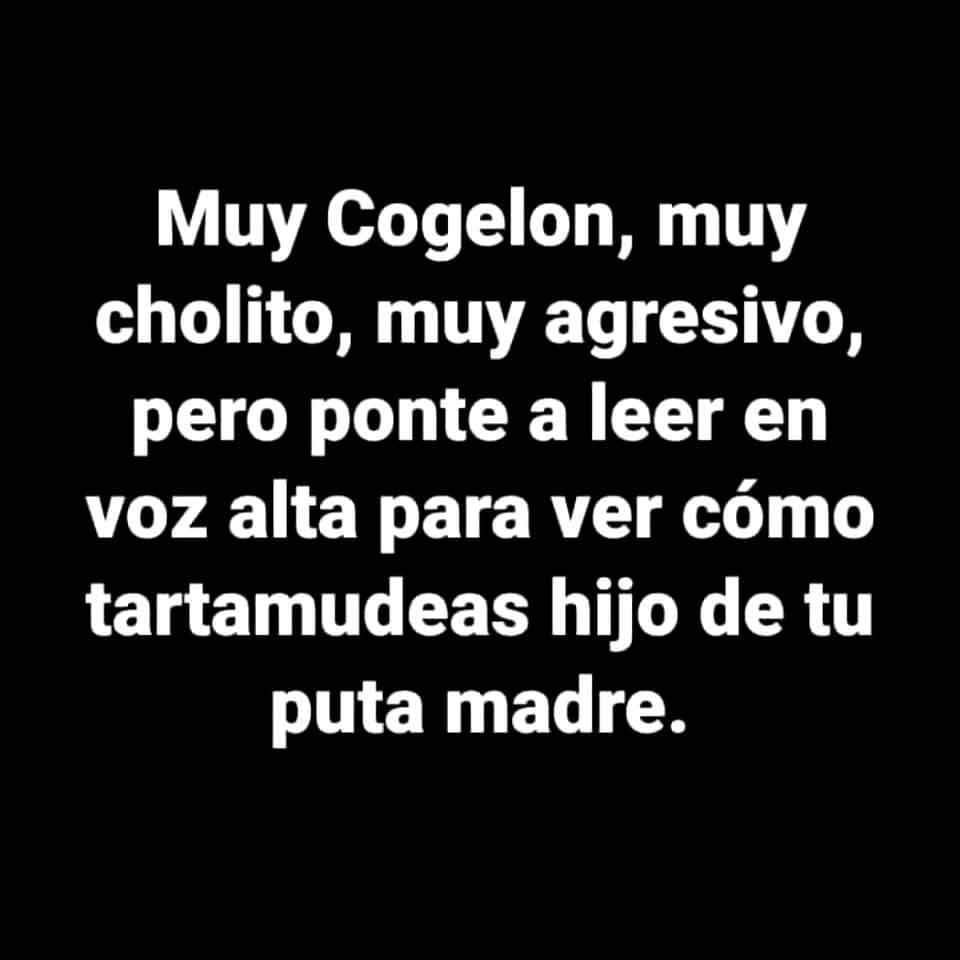 Muy Cogelon, muy
cholito, muy agresivo,
pero ponte a leer en
voz alta para ver cómo
tartamudeas hijo de tu
puta madre.